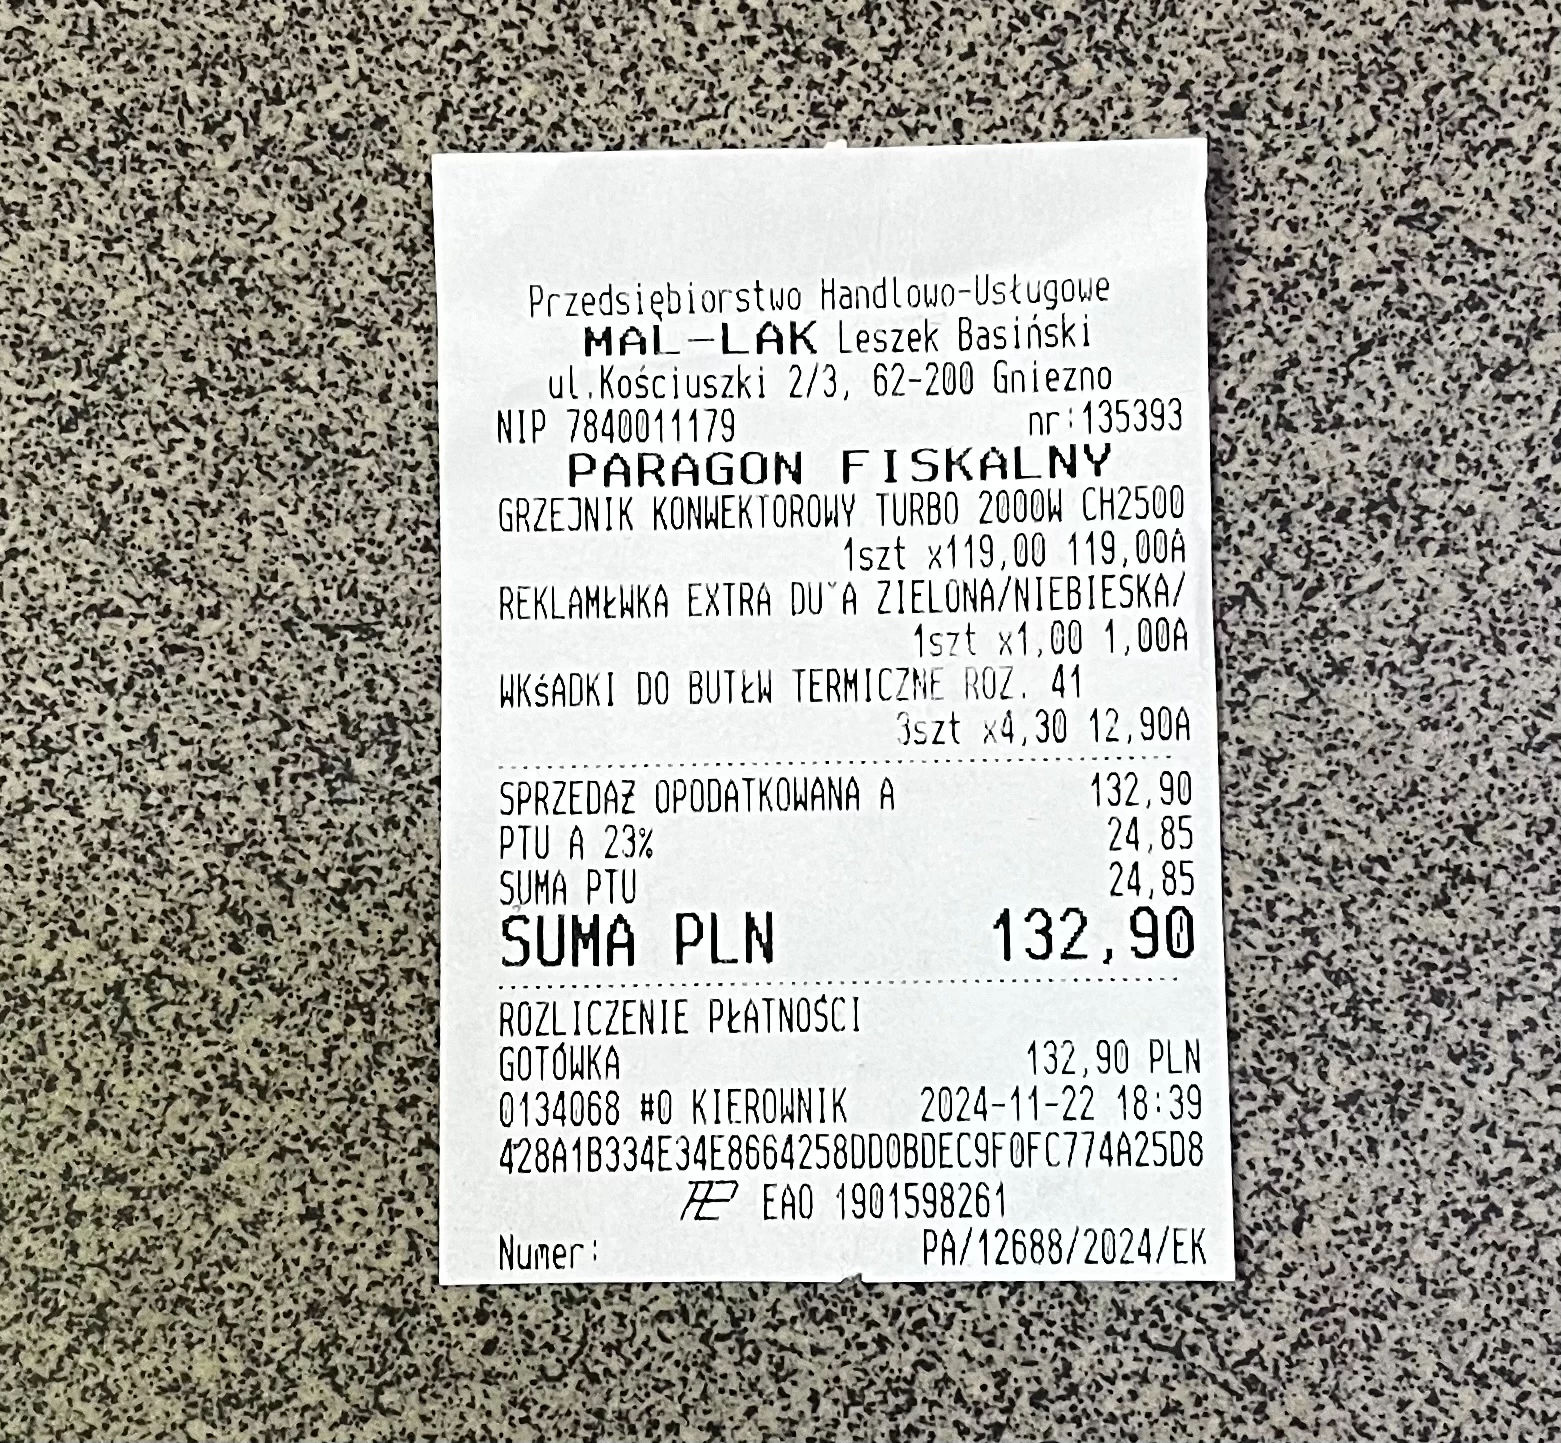 Przedsiębiorstwo Handlowo-Usługowe
MAL-LAK Leszek Basiński
ul.Kościuszki 2/3, 62-200 Gniezno
NIP 7840011179 nr:135393
PARAGON FISKALNY
GRZEJNIK KONWEKTOROWY TURBO 2000W CH2500
1szt x119,00 119,00A
REKLAMŁWKA EXTRA DUˇA ZIELONA/NIEBIESKA/
1szt x1,00 1,00A
WKśADKI DO BUTŁW TERMICZNE ROZ. 41
3szt x4,30 12,90A
SPRZEDAŻ OPODATKOWANA A 132,90
PTU A 23% 24,85
SUMA PTU 24,85
SUMA PLN 132,90
ROZLICZENIE PŁATNOŚCI
GOTÓWKA 132,90 PLN
0134068 #0 KIEROWNIK 2024-11-22 18:39
428A1B334E34E8664258DD0BDEC9F0FC774A25D8
EAO 1901598261
Numer: PA/12688/2024/EK